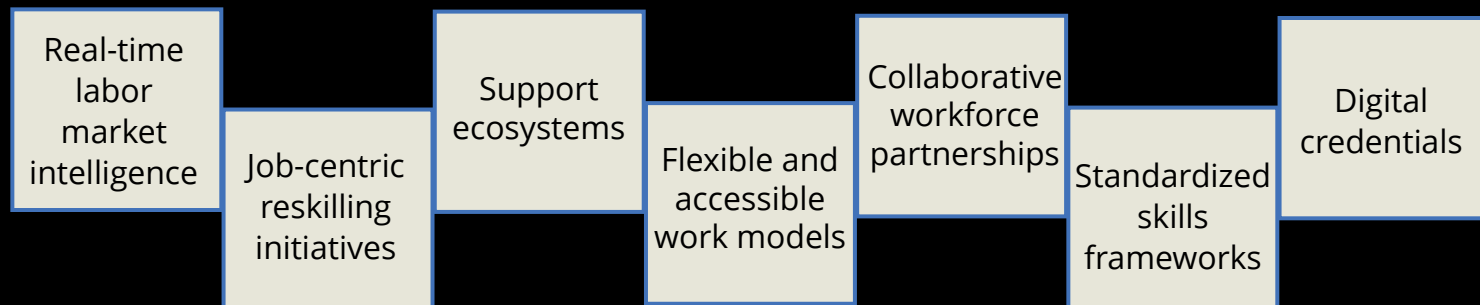 Real-time
labor
market
intelligence
Job-centric
reskilling
initiatives
Support
ecosystems
Flexible and
accessible
work models
Collaborative
workforce
partnerships
Standardized
skills
frameworks
Digital
credentials